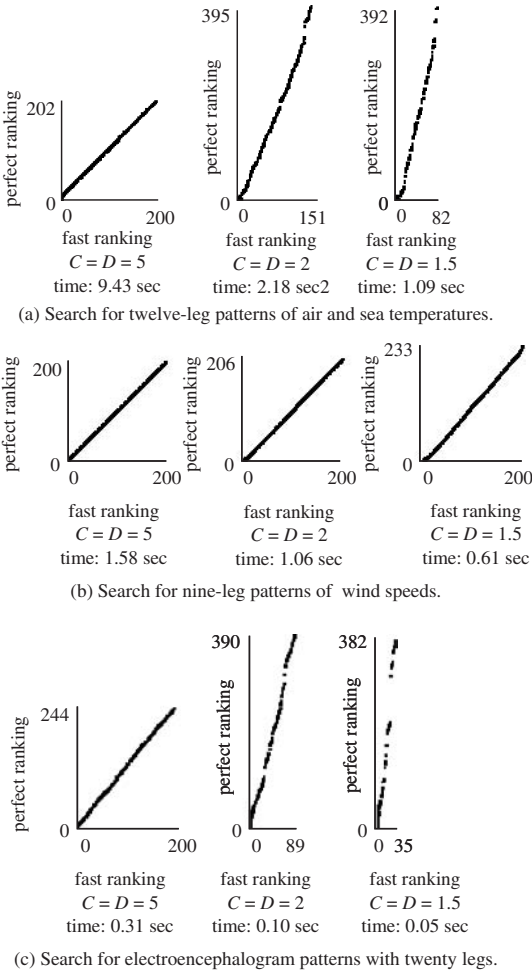 395
392
202
perfect ranking
perfect ranking
perfect ranking
0
0
0
0 200
0 151
0 82
fast ranking
C = D = 5
time: 9.43 sec
fast ranking
C = D = 2
time: 2.18 sec2
fast ranking
C = D = 1.5
time: 1.09 sec
(a) Search for twelve-leg patterns of air and sea temperatures.
200
206
233
perfect ranking
perfect ranking
perfect ranking
0
0
0
0 200
0 200
0 200
fast ranking
C = D = 5
time: 1.58 sec
fast ranking
C = D = 2
time: 1.06 sec
fast ranking
C = D = 1.5
time: 0.61 sec
(b) Search for nine-leg patterns of wind speeds.
390
382
244
perfect ranking
perfect ranking
perfect ranking
0
0
0
0 200
0 89
0 35
fast ranking
C = D = 5
time: 0.31 sec
fast ranking
C = D = 2
time: 0.10 sec
fast ranking
C = D = 1.5
time: 0.05 sec
(c) Search for electroencephalogram patterns with twenty legs.